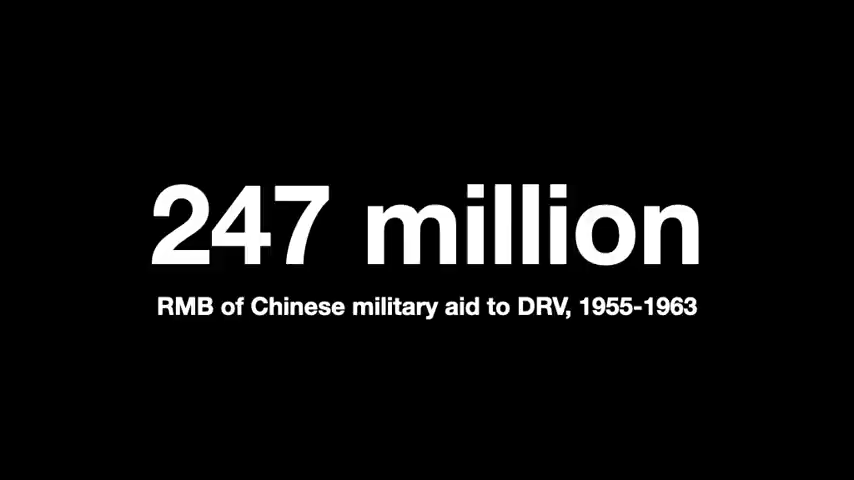 247 million
RMB of Chinese military aid to DRV, 1955-1963